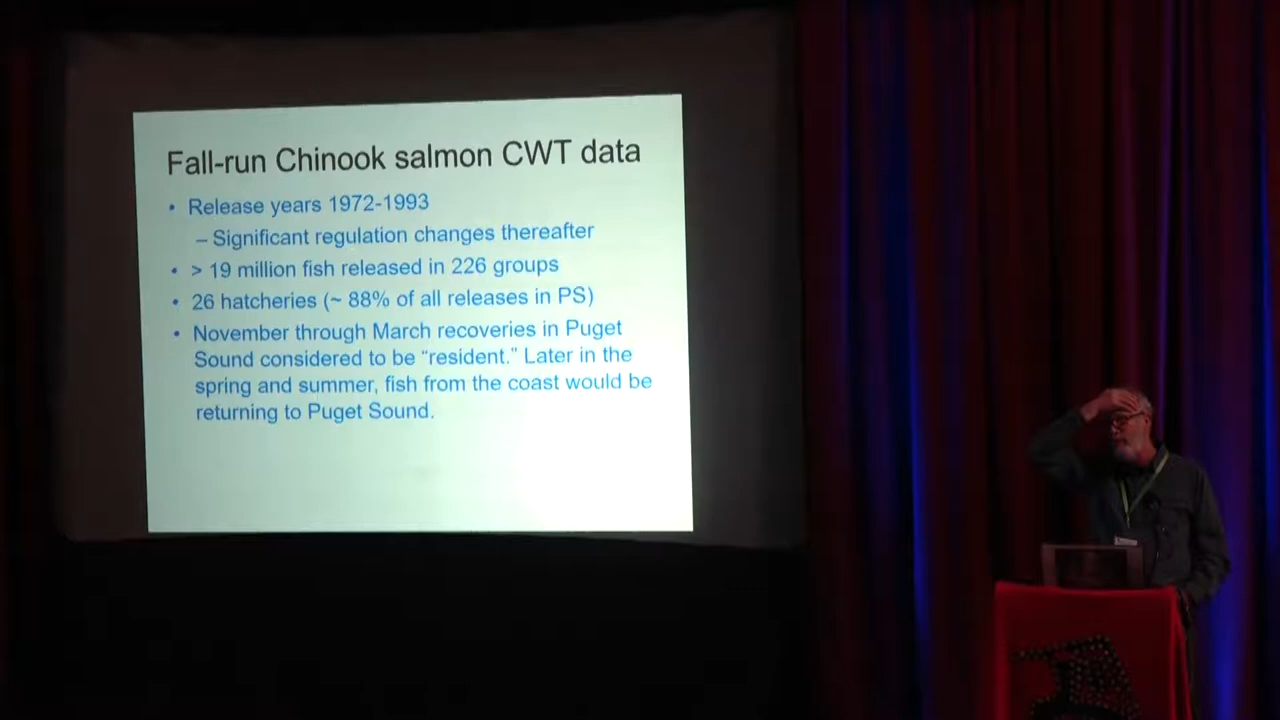 Fall-run Chinook salmon CWT data
• Release years 1972-1993
– Significant regulation changes thereafter
• > 19 million fish released in 226 groups
• 26 hatcheries (~ 88% of all releases in PS)
• November through March recoveries in Puget
Sound considered to be “resident.” Later in the
spring and summer, fish from the coast would be
returning to Puget Sound.